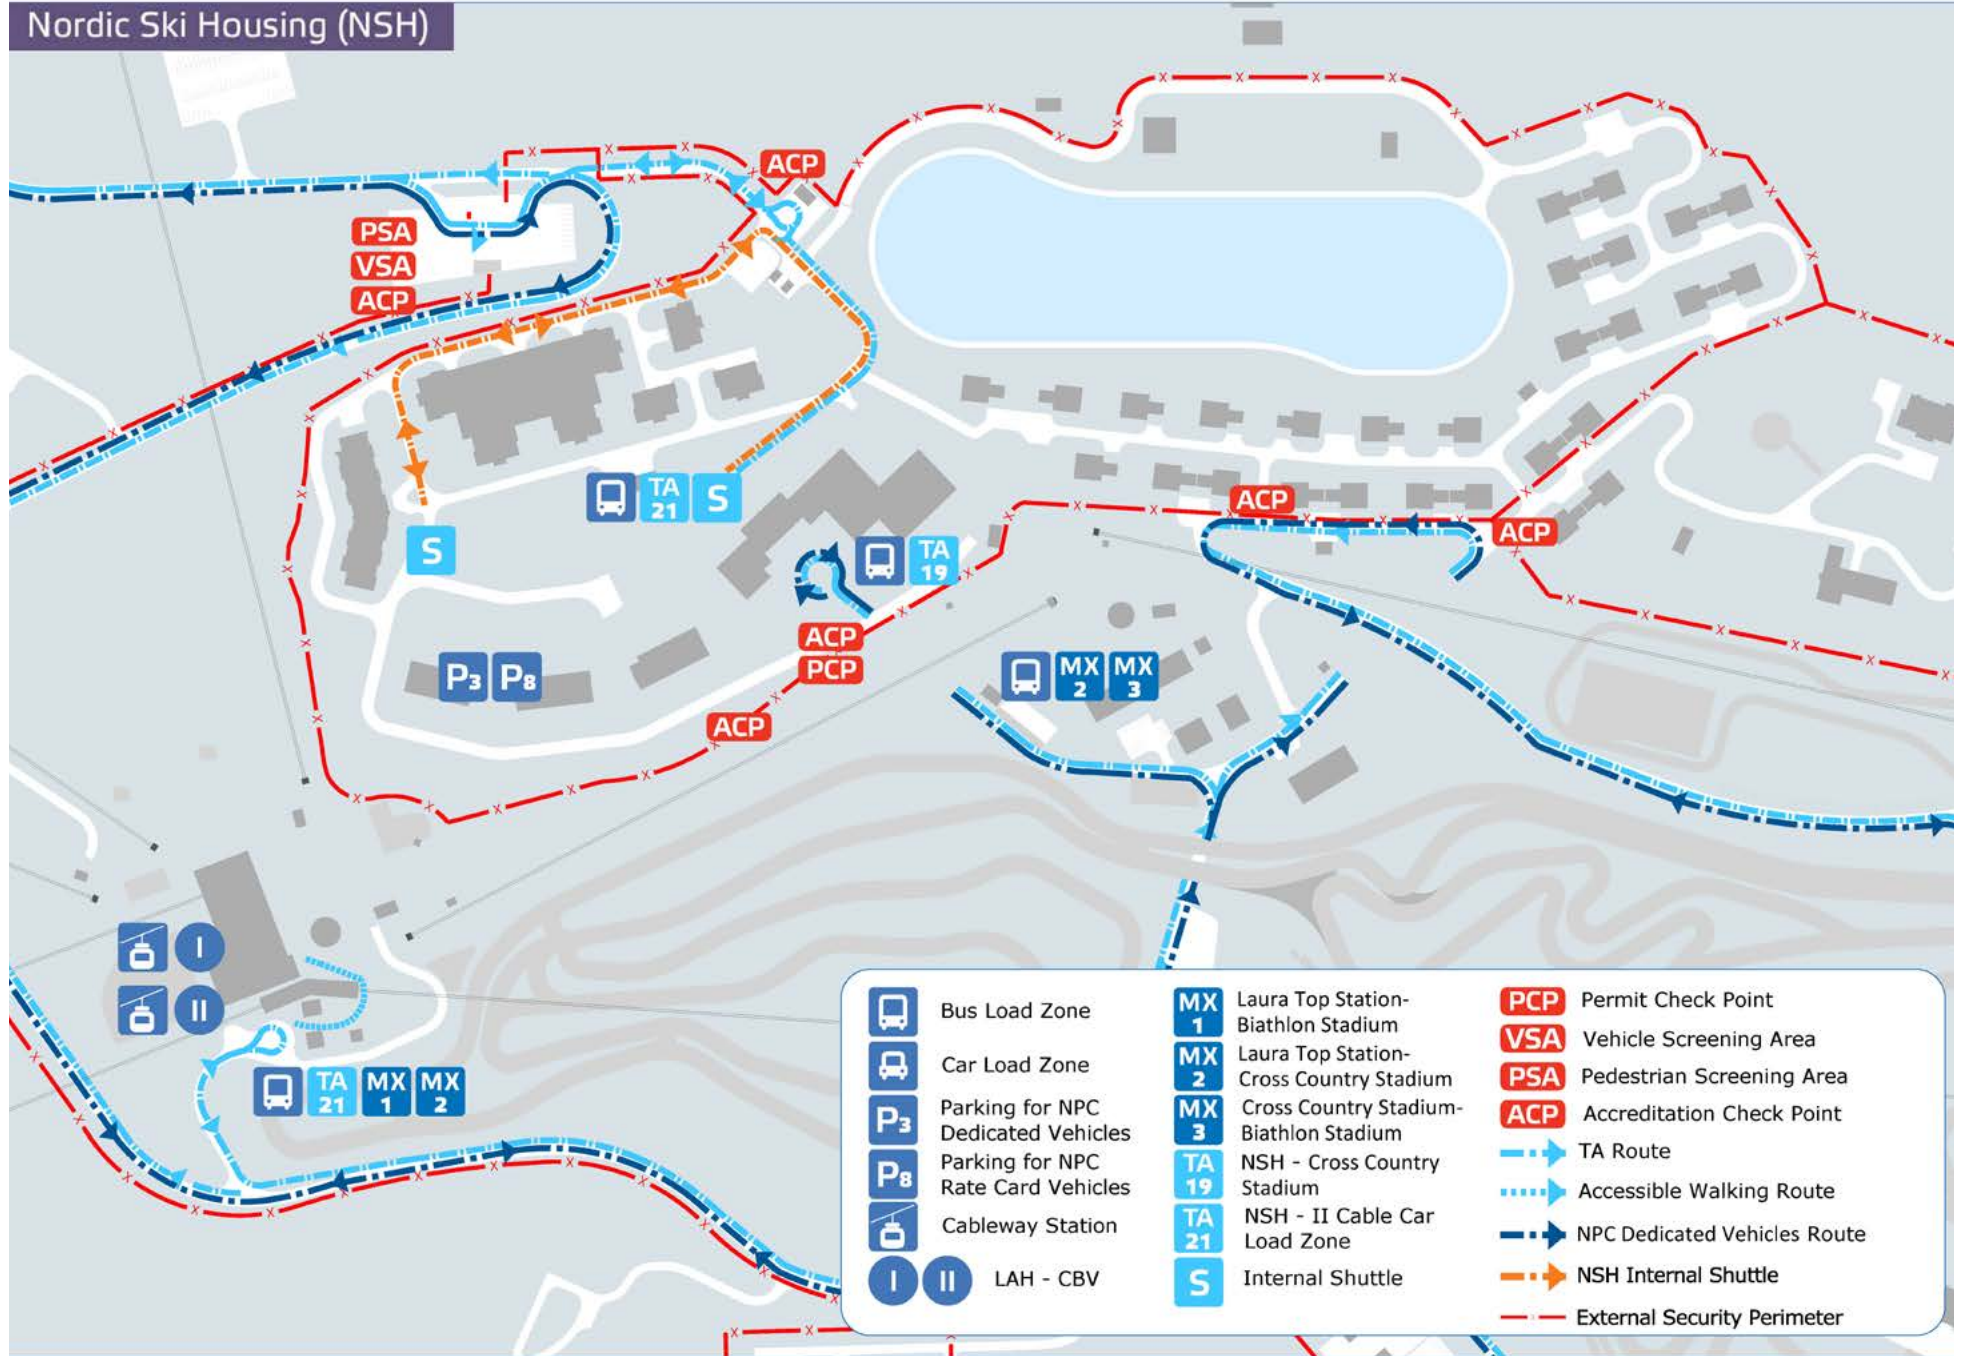 Nordic Ski Housing (NSH)
ACP
PSA
VSA
ACP
TA
21
S
S
TA
19
ACP
ACP
ACP
PCP
P3 P8
MX
2
MX
3
ACP
I
II
TA
21
MX
1
MX
2
Bus Load Zone
Car Load Zone
P3
Parking for NPC
Dedicated Vehicles
P8
Parking for NPC
Rate Card Vehicles
Cableway Station
I II LAH - CBV
MX
1
Laura Top Station-
Biathlon Stadium
MX
2
Laura Top Station-
Cross Country Stadium
MX
3
Cross Country Stadium-
Biathlon Stadium
TA
19
NSH - Cross Country
Stadium
TA
21
NSH - II Cable Car
Load Zone
S Internal Shuttle
PCP Permit Check Point
VSA Vehicle Screening Area
PSA Pedestrian Screening Area
ACP Accreditation Check Point
TA Route
Accessible Walking Route
NPC Dedicated Vehicles Route
NSH Internal Shuttle
External Security Perimeter